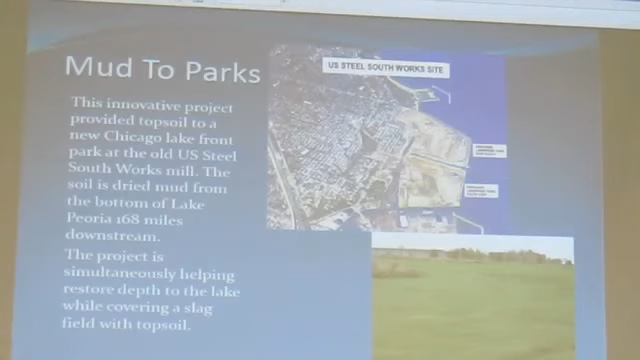 Mud To Parks
US STEEL SOUTH WORKS SITE
This innovative project
provided topsoil to a
new Chicago lake front
park at the old US Steel
South Works mill. The
soil is dried mud from
the bottom of Lake
Peoria 168 miles
downstream.
The project is
simultaneously helping
restore depth to the lake
while covering a slag
field with topsoil.